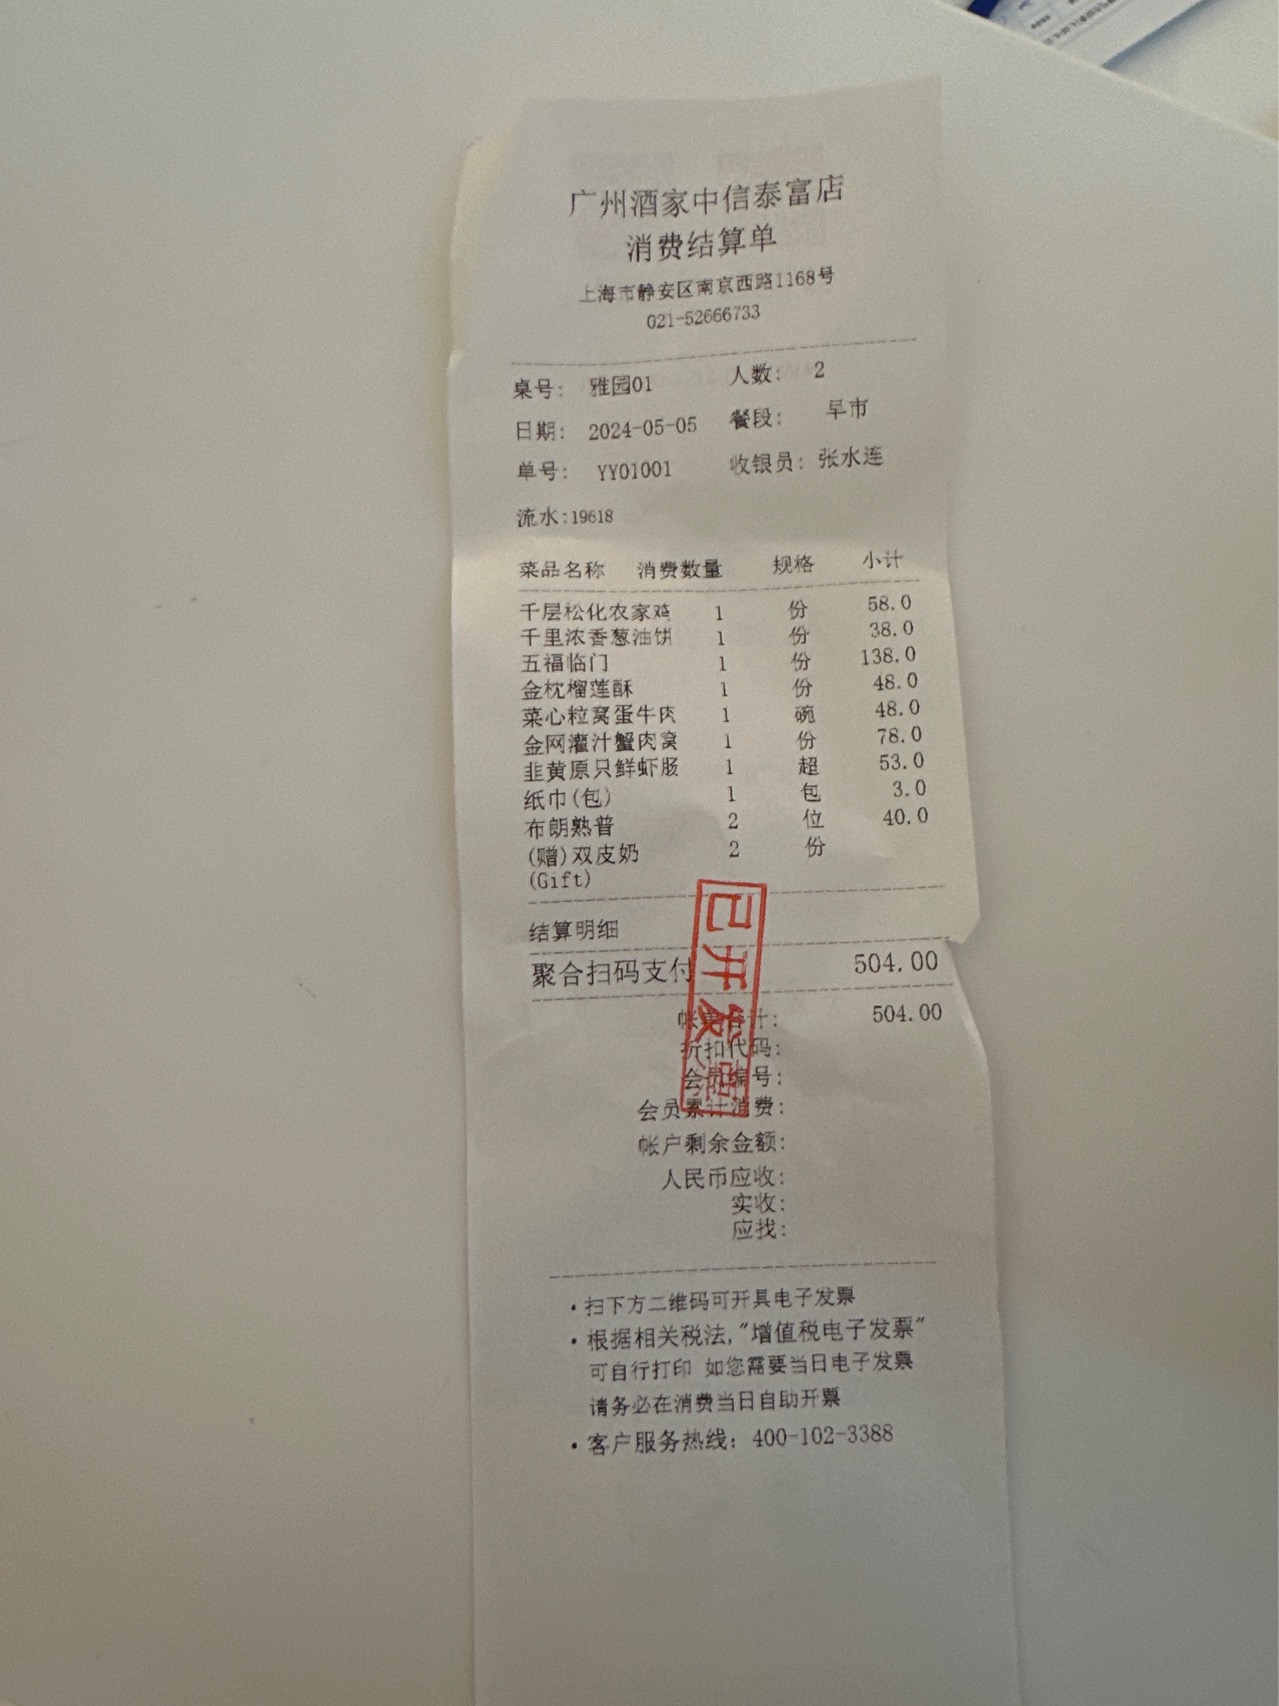 广州酒家中信泰富店
消费结算单
上海市静安区南京西路1168号
021-52666733
桌号: 雅园01 人数: 2
日期: 2024-05-05 餐段: 早市
单号: YY01001 收银员: 张水连
流水:19618
菜品名称 消费数量 规格 小计
千层松化农家鸡 1 份 58.0
千里浓香葱油饼 1 份 38.0
五福临门 1 份 138.0
金枕榴莲酥 1 份 48.0
菜心粒窝蛋牛肉 1 碗 48.0
金网灌汁蟹肉窝 1 份 78.0
韭黄原只鲜虾肠 1 超 53.0
纸巾(包) 1 包 3.0
布朗熟普 2 位 40.0
(赠)双皮奶 2 份
(Gift)
结算明细
聚合扫码支付 504.00
帐单合计: 504.00
折扣代码:
会员编号:
会员累计消费:
帐户剩余金额:
人民币应收:
实收:
应找:
已开发票
·扫下方二维码可开具电子发票
·根据相关税法,"增值税电子发票"
可自行打印 如您需要当日电子发票
请务必在消费当日自助开票
·客户服务热线: 400-102-3388